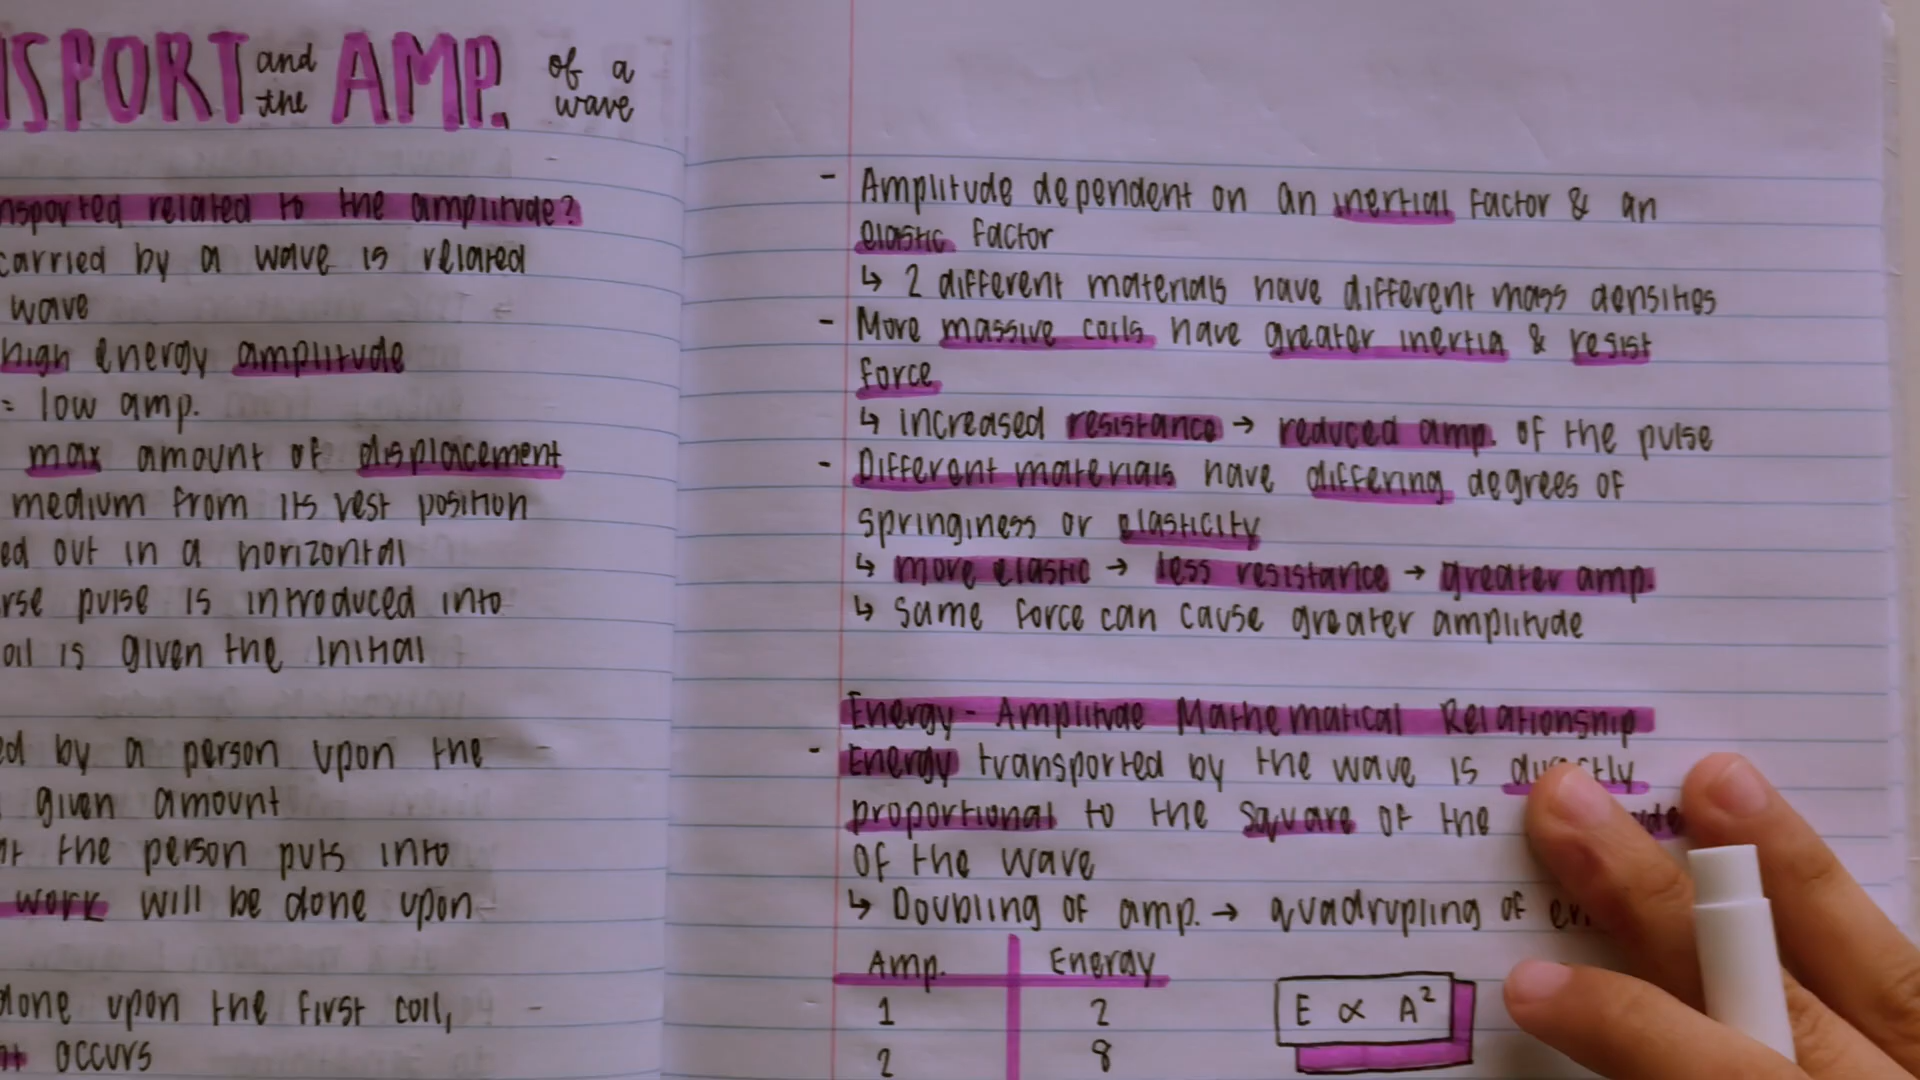 and
the AMP. of a
wave
related to the amplitude?
carried by a wave is related
wave
high energy amplitude
= low amp.
max amount of displacement
medium from its rest position
out in a horizontal
pulse is introduced into
is given the initial
by a person upon the
given amount
the person puts into
work will be done upon
upon the first coil,
occurs
- Amplitude dependent on an inertial factor & an
elastic factor
↳ 2 different materials have different mass densities
- More massive coils have greater inertia & resist
force
↳ increased resistance → reduced amp. of the pulse
- Different materials have differing degrees of
springiness or elasticity
↳ more elastic → less resistance → greater amp.
↳ same force can cause greater amplitude
Energy - Amplitude Mathematical Relationship
- Energy transported by the wave is directly
proportional to the square of the
of the wave
↳ Doubling of amp. → quadrupling of
Amp. Energy
1 2
2 8
E ∝ A²